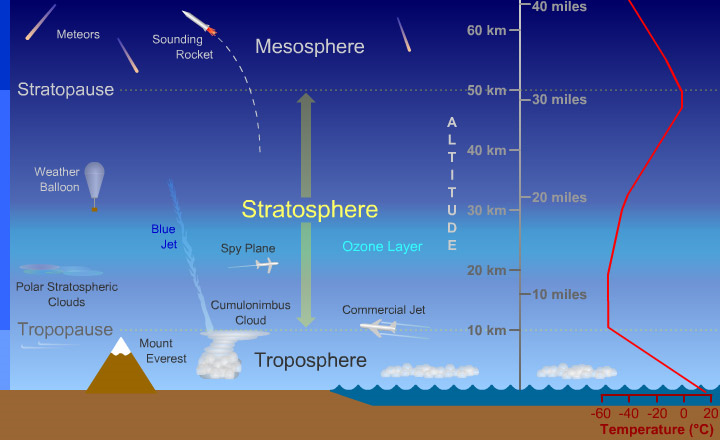 40 miles
Meteors
Sounding
Rocket
Mesosphere
60 km
Stratopause
50 km
30 miles
A
L
T
I
T
U
D
E
40 km
Weather
Balloon
20 miles
Stratosphere
30 km
Blue
Jet
Spy Plane
Ozone Layer
20 km
Polar Stratospheric
Clouds
10 miles
Cumulonimbus
Cloud
Commercial Jet
Tropopause
10 km
Mount
Everest
Troposphere
-60 -40 -20 0 20
Temperature (°C)